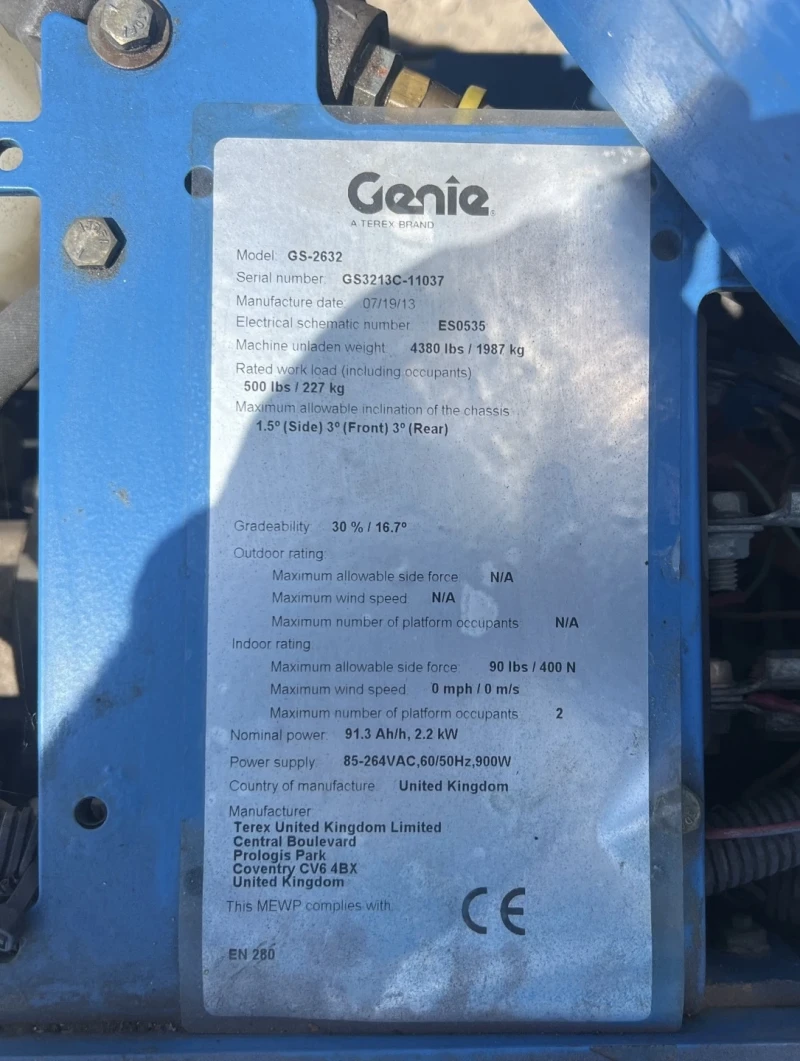 Genie
A TEREX BRAND
Model: GS-2632
Serial number: GS3213C-11037
Manufacture date: 07/19/13
Electrical schematic number: ES0535
Machine unladen weight: 4380 lbs / 1987 kg
Rated work load (including occupants)
500 lbs / 227 kg
Maximum allowable inclination of the chassis:
1.5º (Side) 3º (Front) 3º (Rear)
Gradeability: 30 % / 16.7º
Outdoor rating:
Maximum allowable side force: N/A
Maximum wind speed: N/A
Maximum number of platform occupants: N/A
Indoor rating:
Maximum allowable side force: 90 lbs / 400 N
Maximum wind speed: 0 mph / 0 m/s
Maximum number of platform occupants: 2
Nominal power: 91.3 Ah/h, 2.2 kW
Power supply: 85-264VAC,60/50Hz,900W
Country of manufacture: United Kingdom
Manufacturer:
Terex United Kingdom Limited
Central Boulevard
Prologis Park
Coventry CV6 4BX
United Kingdom
This MEWP complies with:
CE
EN 280